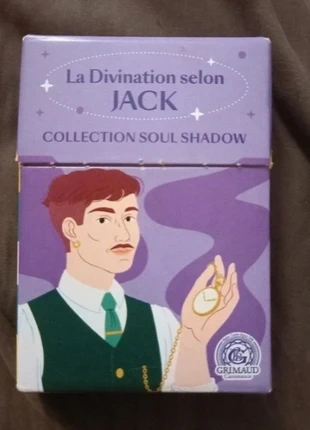 La Divination selon
JACK
COLLECTION SOUL SHADOW
GRIMAUD